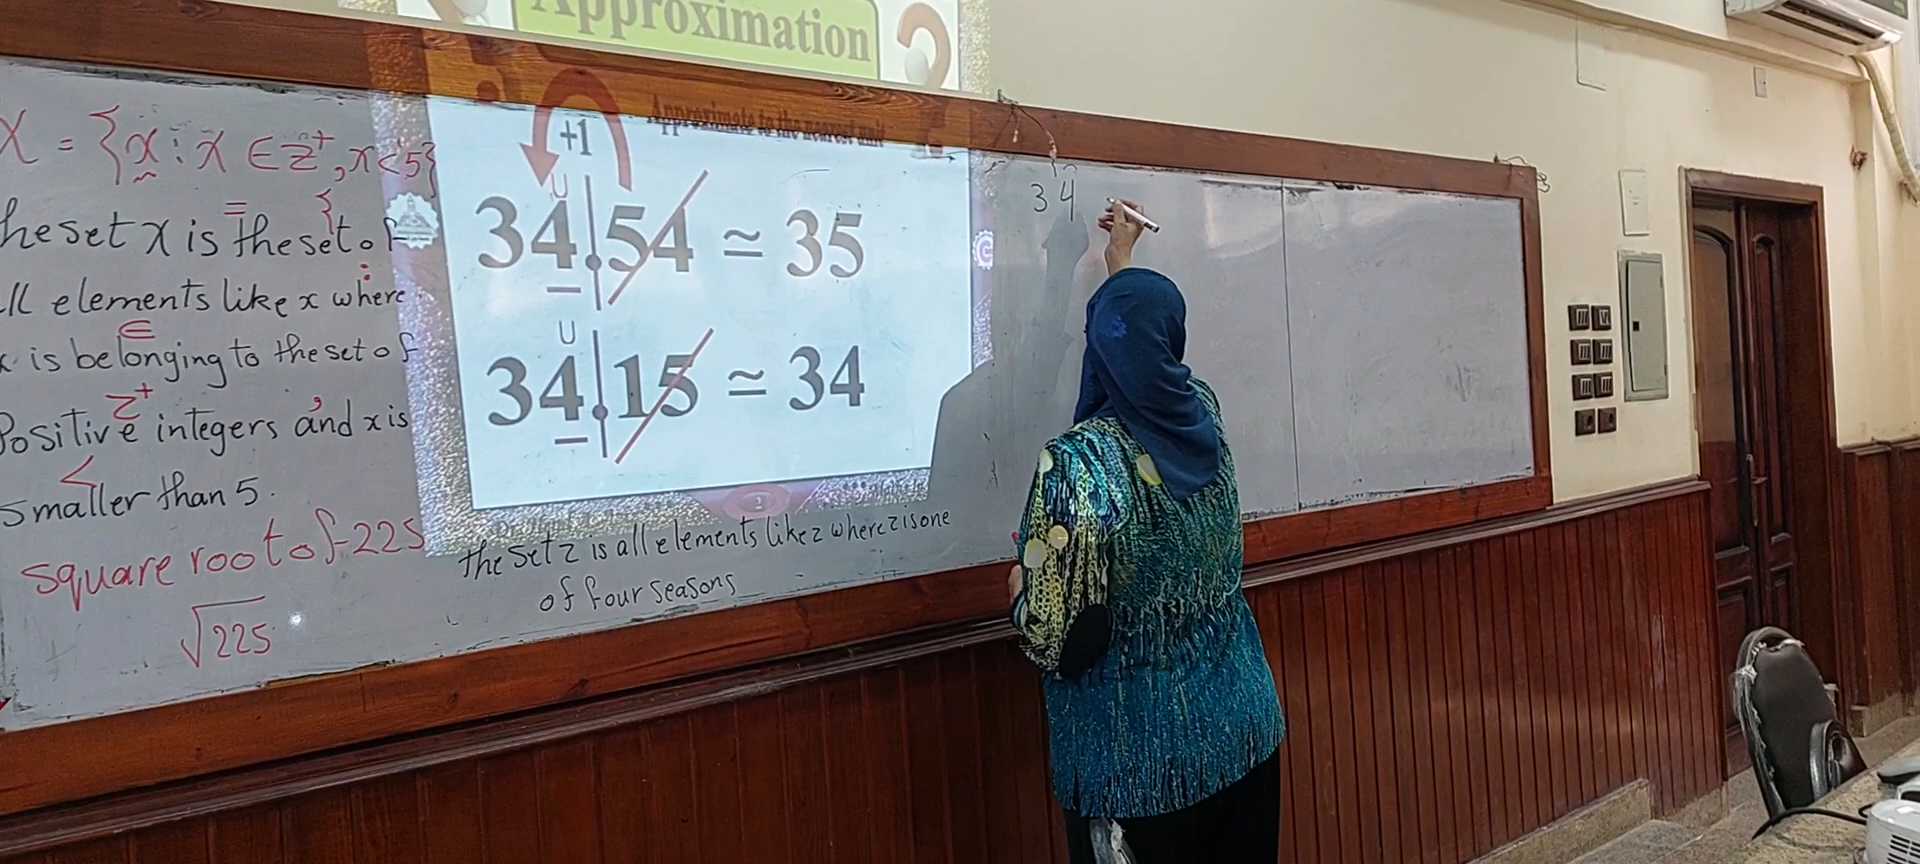 Approximation
Approximate to the nearest unit
X = {x : x ∈ Z⁺, x < 5}
he set x is the set of
ll elements like x where
x is belonging to the set of
Positive integers and x is
smaller than 5.
= { :
∈
Z⁺ ,
<
square root of 225
√225
+1
U
34.54 ≃ 35
U
34.15 ≃ 34
2
the set z is all elements like z where z is one
of four seasons
34